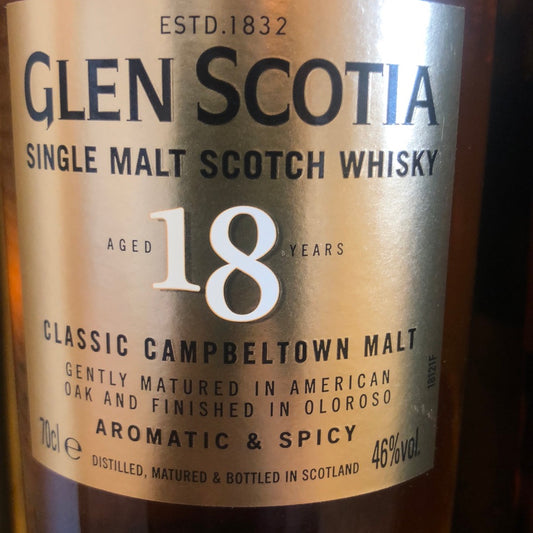 ESTD.1832
GLEN SCOTIA
SINGLE MALT SCOTCH WHISKY
AGED 18 YEARS
CLASSIC CAMPBELTOWN MALT
GENTLY MATURED IN AMERICAN
OAK AND FINISHED IN OLOROSO
AROMATIC & SPICY
70cl e
46%vol.
DISTILLED, MATURED & BOTTLED IN SCOTLAND
18121F